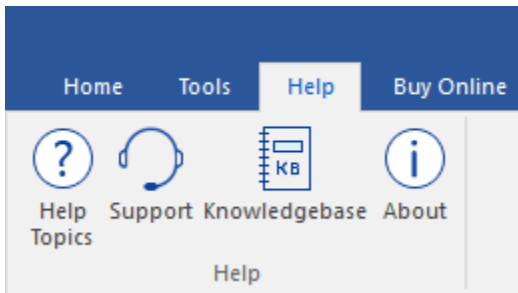 Home Tools Help Buy Online
?
KB
i
Help Topics Support Knowledgebase About
Help